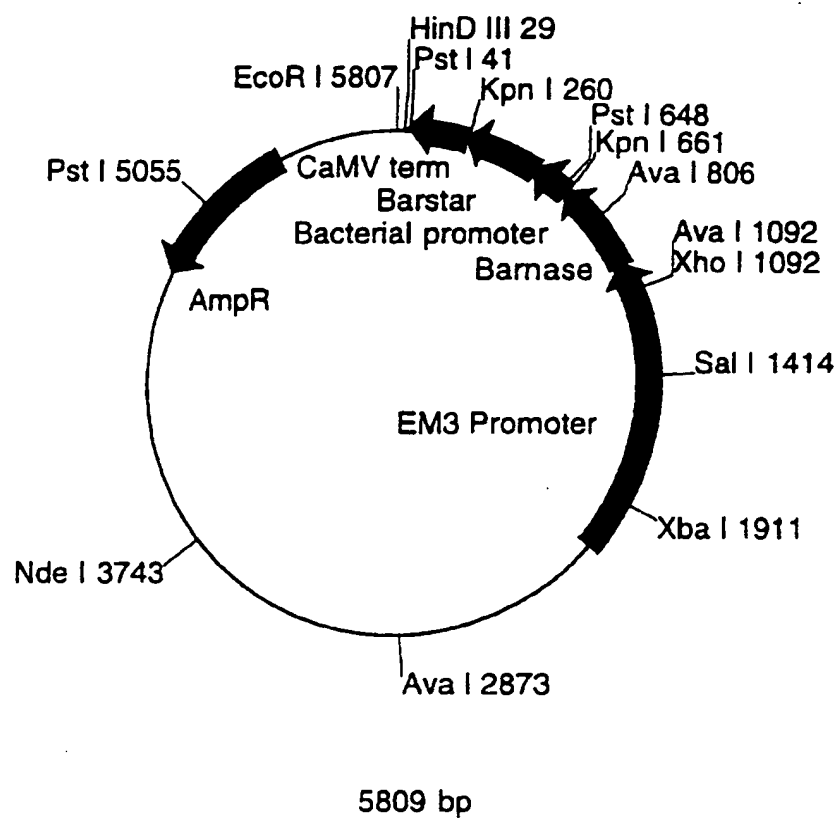 HinD III 29
Pst I 41
EcoR I 5807
Kpn I 260
Pst I 648
Kpn I 661
Pst I 5055
CaMV term
Ava I 806
Barstar
Bacterial promoter
Ava I 1092
Barnase
Xho I 1092
AmpR
Sal I 1414
EM3 Promoter
Xba I 1911
Nde I 3743
Ava I 2873
5809 bp